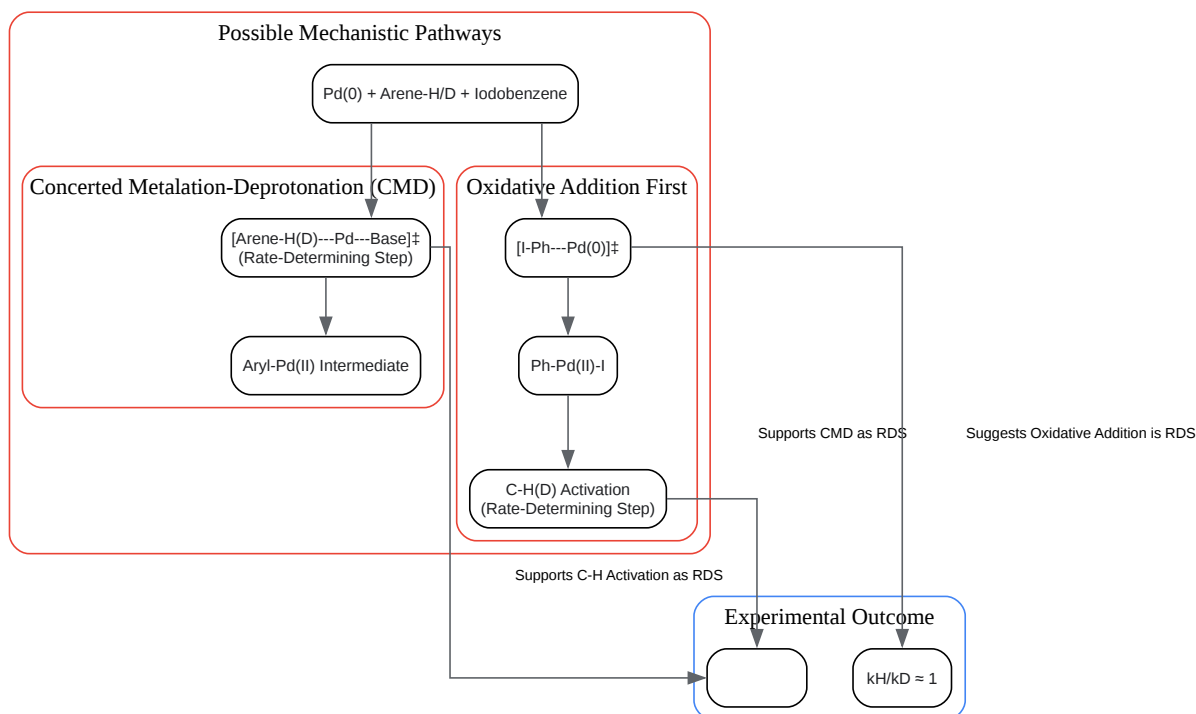 Possible Mechanistic Pathways
Pd(0) + Arene-H/D + Iodobenzene
Concerted Metalation-Deprotonation (CMD)
Oxidative Addition First
[Arene-H(D)---Pd---Base]‡
(Rate-Determining Step)
[I-Ph---Pd(0)]‡
Aryl-Pd(II) Intermediate
Ph-Pd(II)-I
Supports CMD as RDS
Suggests Oxidative Addition is RDS
C-H(D) Activation
(Rate-Determining Step)
Supports C-H Activation as RDS
Experimental Outcome
kH/kD ≈ 1